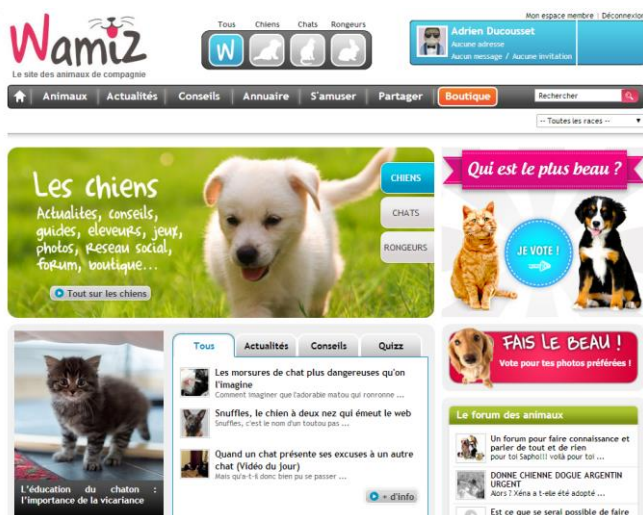 Wamiz
Le site des animaux de compagnie
Tous Chiens Chats Rongeurs
W
Mon espace membre | Déconnexion
Adrien Ducousset
Aucune adresse
Aucun message / Aucune invitation
Animaux Actualités Conseils Annuaire S'amuser Partager Boutique
Rechercher
-- Toutes les races --
Les chiens
Actualités, conseils,
guides, eleveurs, jeux,
photos, Reseau social,
forum, boutique...
Tout sur les chiens
CHIENS
CHATS
RONGEURS
Qui est le plus beau ?
JE VOTE !
FAIS LE BEAU !
Vote pour tes photos préférées !
L'éducation du chaton :
l'importance de la vicariance
Tous Actualités Conseils Quizz
Les morsures de chat plus dangereuses qu'on
l'imagine
Comment imaginer que l'adorable matou qui ronronne ...
Snuffles, le chien à deux nez qui émeut le web
Snuffles, c'est le nom d'un toutou pas ...
Quand un chat présente ses excuses à un autre
chat (Vidéo du jour)
Mais qu'a-t-il donc bien pu se passer ...
+ d'info
Le forum des animaux
Un forum pour faire connaissance et
parler de tout et de rien
pour toi Sapho!!! voilà pour toi ...
DONNE CHIENNE DOGUE ARGENTIN
URGENT
Alors ? Xéna a t-elle été adopté ...
Est ce que se serai possible de faire